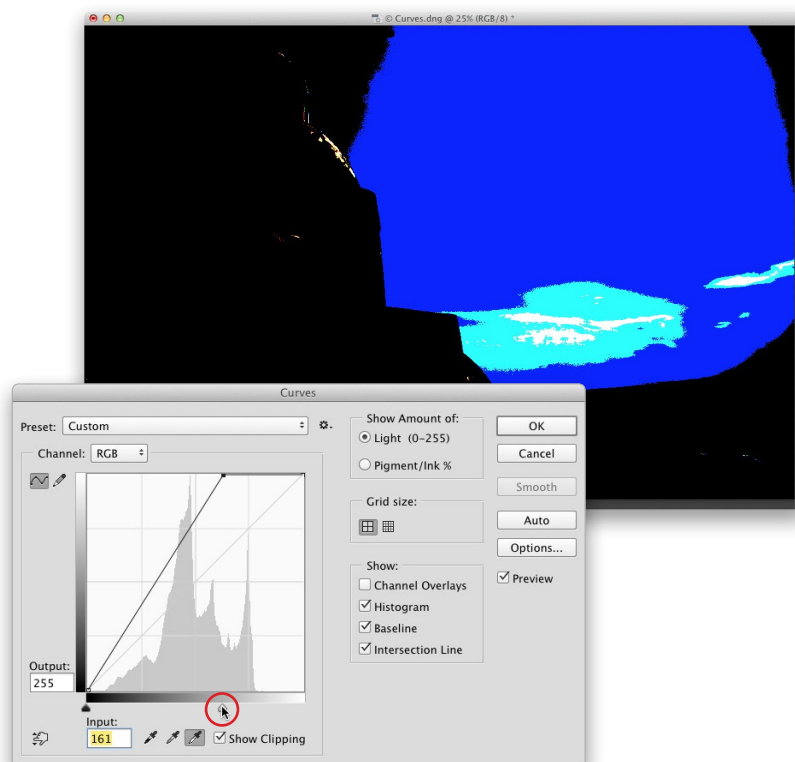 © Curves.dng @ 25% (RGB/8) *
Curves
Preset: Custom
Channel: RGB
Output:
255
Input:
161
Show Clipping
Show Amount of:
Light (0-255)
Pigment/Ink %
Grid size:
Show:
Channel Overlays
Histogram
Baseline
Intersection Line
OK
Cancel
Smooth
Auto
Options...
Preview